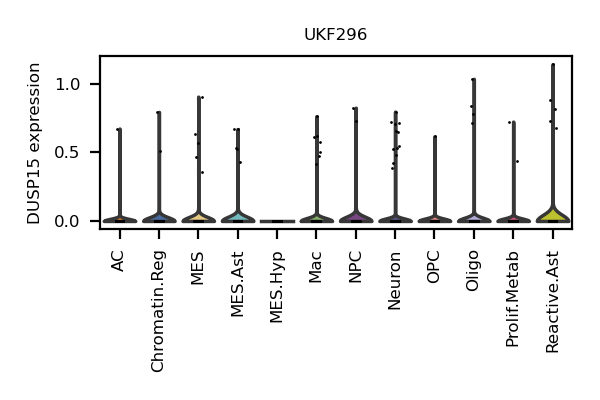 UKF296
DUSP15 expression
1.0
0.5
0.0
AC
Chromatin.Reg
MES
MES.Ast
MES.Hyp
Mac
NPC
Neuron
OPC
Oligo
Prolif.Metab
Reactive.Ast